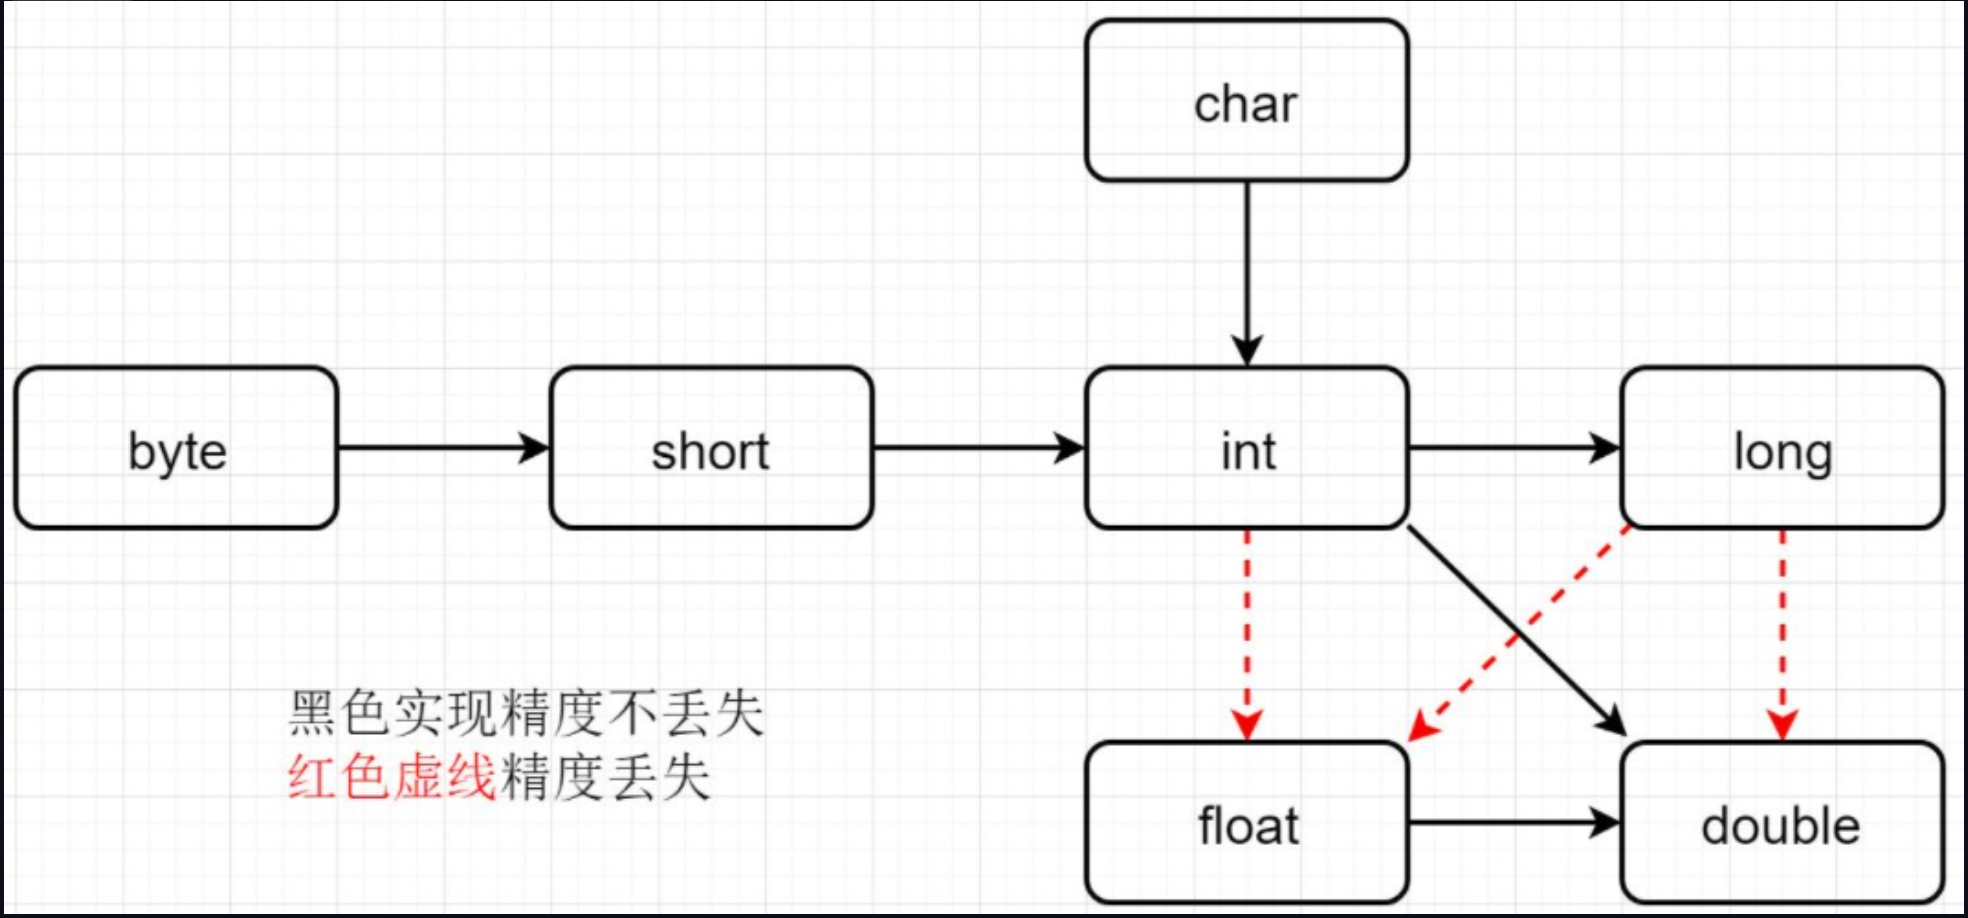 char
byte
short
int
long
黑色实现精度不丢失
红色虚线精度丢失
float
double